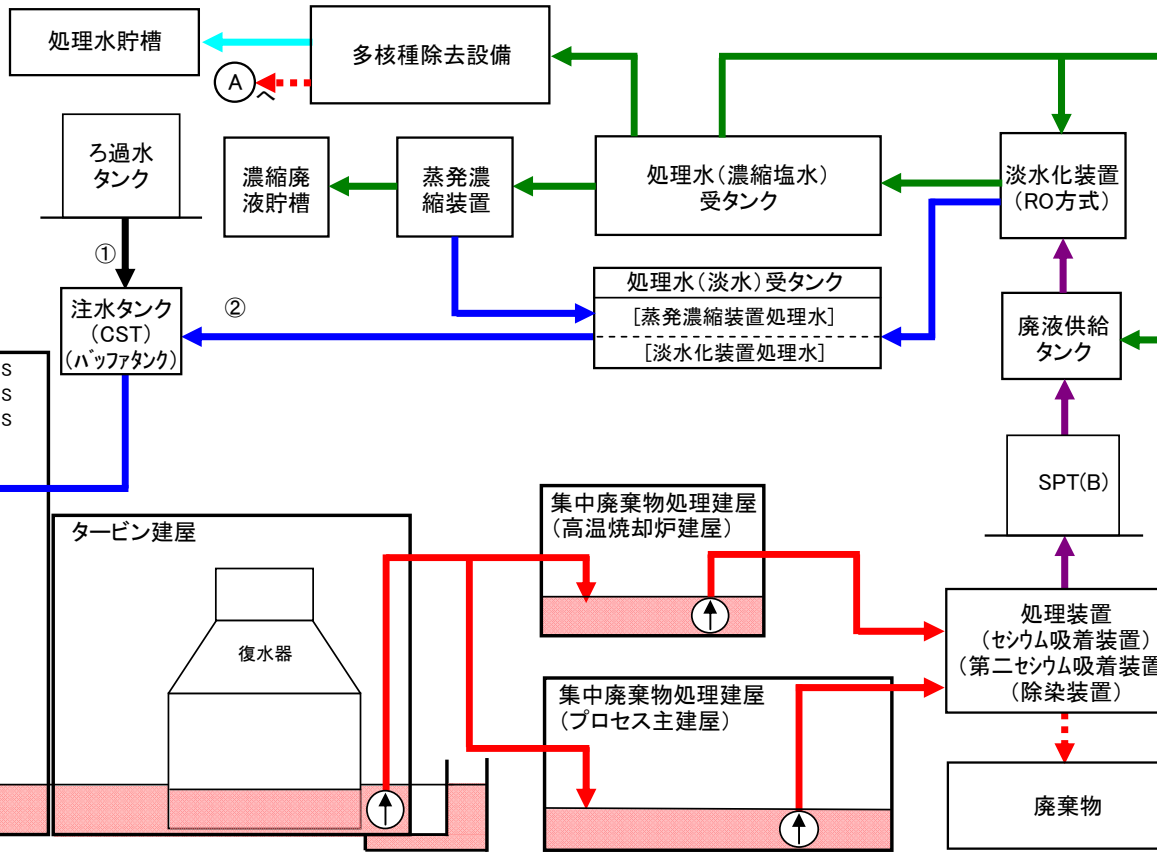 処理水貯槽
多核種除去設備
A
へ
ろ過水
タンク
濃縮廃
液貯槽
蒸発濃
縮装置
処理水(濃縮塩水)
受タンク
淡水化装置
(RO方式)
①
注水タンク
(CST)
(バッファタンク)
②
処理水(淡水)受タンク
[蒸発濃縮装置処理水]
[淡水化装置処理水]
廃液供給
タンク
S
S
S
SPT(B)
タービン建屋
復水器
集中廃棄物処理建屋
(高温焼却炉建屋)
集中廃棄物処理建屋
(プロセス主建屋)
処理装置
(セシウム吸着装置)
(第二セシウム吸着装置
(除染装置)
廃棄物